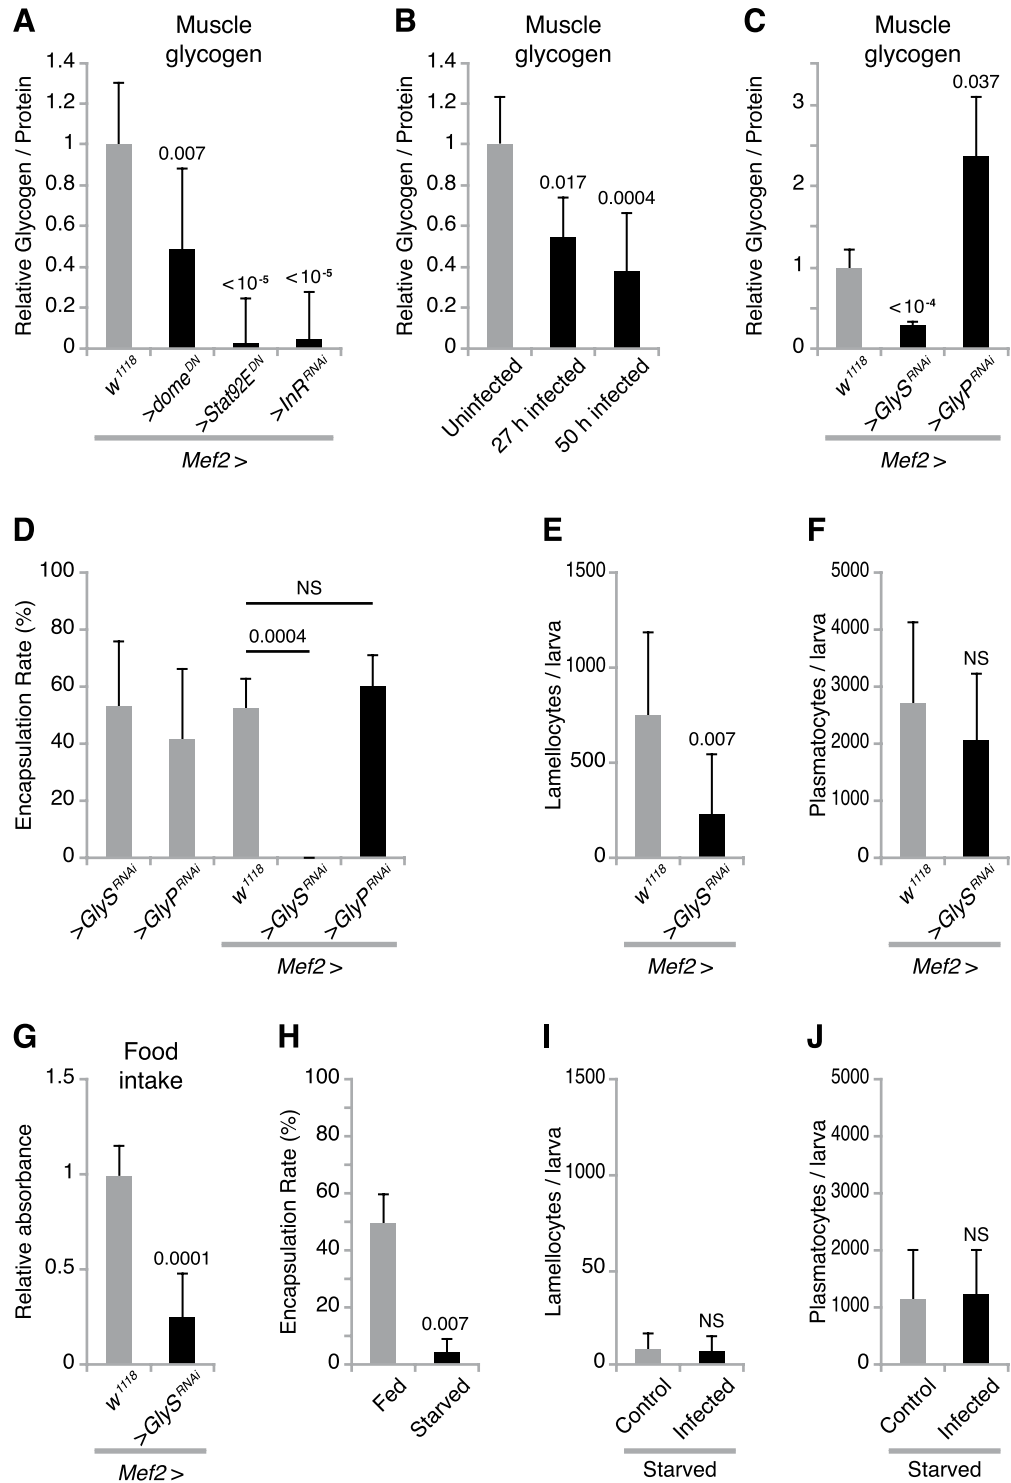 A
Muscle
glycogen
Relative Glycogen / Protein
1.4
1.2
1
0.8
0.6
0.4
0.2
0
0.007
<10⁻⁵
<10⁻⁵
w¹¹¹⁸
>domeᴰᴺ
>Stat92Eᴰᴺ
>InRᴿᴺᴬⁱ
Mef2 >
B
Muscle
glycogen
Relative Glycogen / Protein
1.4
1.2
1
0.8
0.6
0.4
0.2
0
0.017
0.0004
Uninfected
27 h infected
50 h infected
C
Muscle
glycogen
Relative Glycogen / Protein
3
2
1
0
<10⁻⁴
0.037
w¹¹¹⁸
>GlySᴿᴺᴬⁱ
>GlyPᴿᴺᴬⁱ
Mef2 >
D
Encapsulation Rate (%)
100
80
60
40
20
0
NS
0.0004
>GlySᴿᴺᴬⁱ
>GlyPᴿᴺᴬⁱ
w¹¹¹⁸
>GlySᴿᴺᴬⁱ
>GlyPᴿᴺᴬⁱ
Mef2 >
E
Lamellocytes / larva
1500
1000
500
0
0.007
w¹¹¹⁸
>GlySᴿᴺᴬⁱ
Mef2 >
F
Plasmatocytes / larva
5000
4000
3000
2000
1000
0
NS
w¹¹¹⁸
>GlySᴿᴺᴬⁱ
Mef2 >
G
Food
intake
Relative absorbance
1.5
1
0.5
0
0.0001
w¹¹¹⁸
>GlySᴿᴺᴬⁱ
Mef2 >
H
Encapsulation Rate (%)
100
80
60
40
20
0
0.007
Fed
Starved
I
Lamellocytes / larva
1500
1000
50
0
NS
Control
Infected
Starved
J
Plasmatocytes / larva
5000
4000
3000
2000
1000
0
NS
Control
Infected
Starved